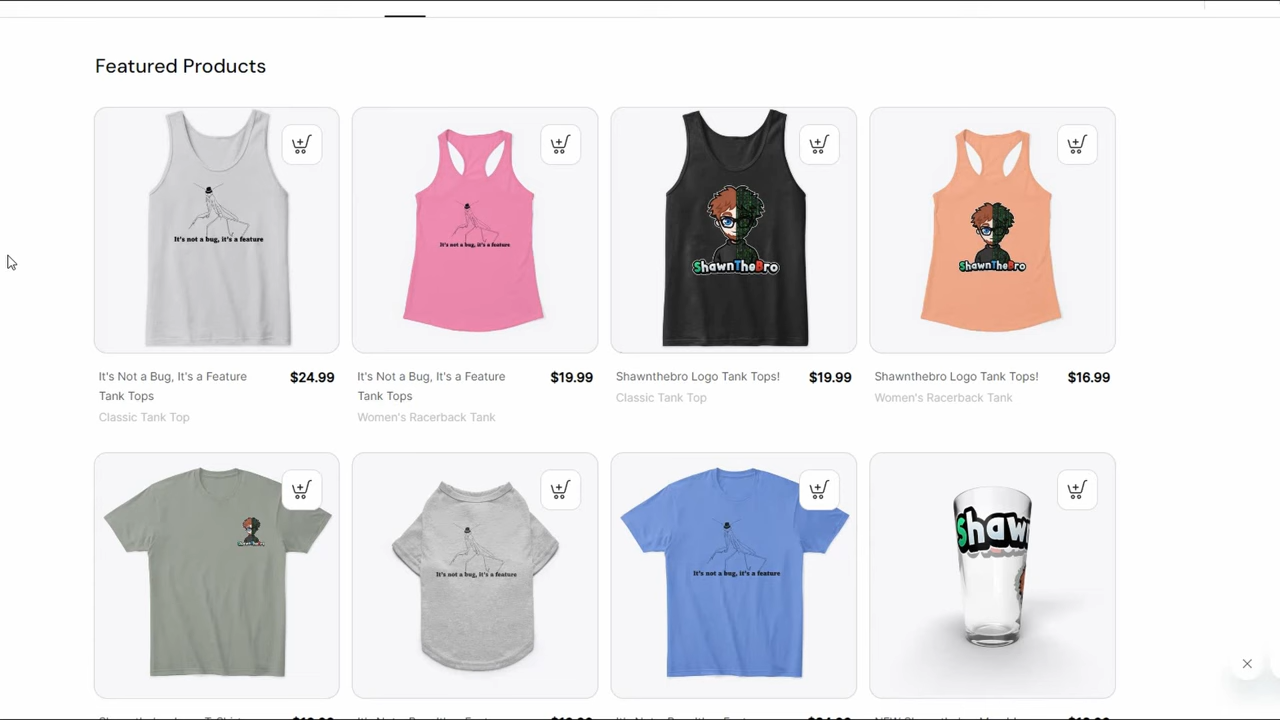 Featured Products
It's not a bug, it's a feature
It's not a bug, it's a feature
ShawnTheBro
ShawnTheBro
It's Not a Bug, It's a Feature
Tank Tops
$24.99
Classic Tank Top
It's Not a Bug, It's a Feature
Tank Tops
$19.99
Women's Racerback Tank
Shawnthebro Logo Tank Tops!
$19.99
Classic Tank Top
Shawnthebro Logo Tank Tops!
$16.99
Women's Racerback Tank
It's not a bug, it's a feature
It's not a bug, it's a feature
Shaw